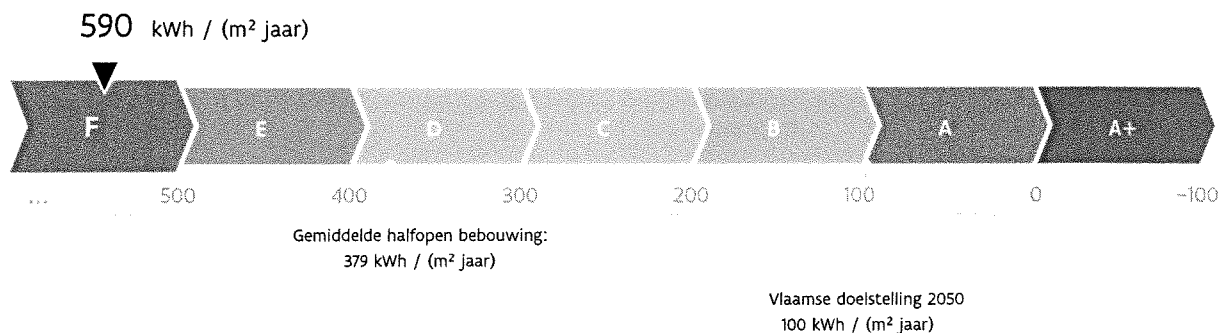 590 kWh / (m² jaar)
F E D C B A A+
... 500 400 300 200 100 0 -100
Gemiddelde halfopen bebouwing:
379 kWh / (m² jaar)
Vlaamse doelstelling 2050
100 kWh / (m² jaar)